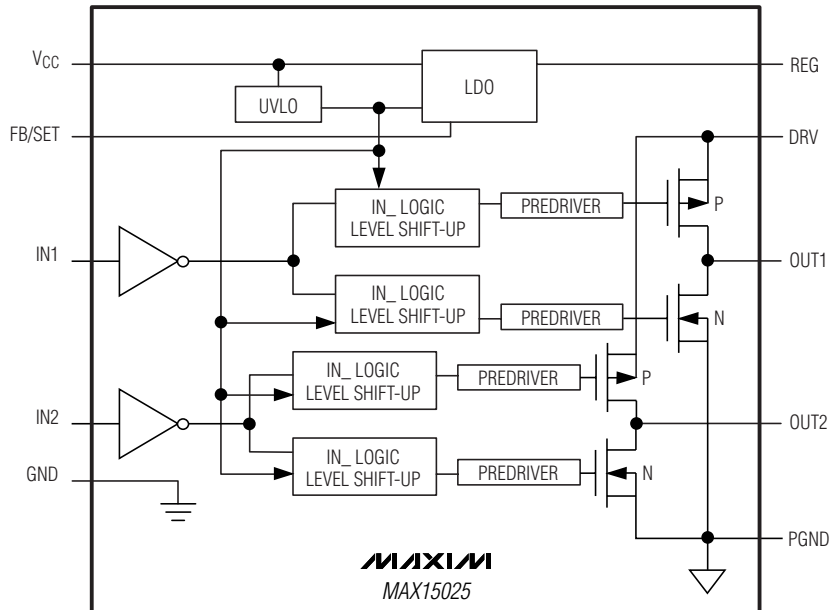 VCC
REG
LDO
UVLO
FB/SET
DRV
IN_ LOGIC
LEVEL SHIFT-UP
PREDRIVER
P
IN1
OUT1
IN_ LOGIC
LEVEL SHIFT-UP
PREDRIVER
N
IN_ LOGIC
LEVEL SHIFT-UP
PREDRIVER
P
IN2
OUT2
IN_ LOGIC
LEVEL SHIFT-UP
PREDRIVER
N
GND
PGND
MAXIM
MAX15025